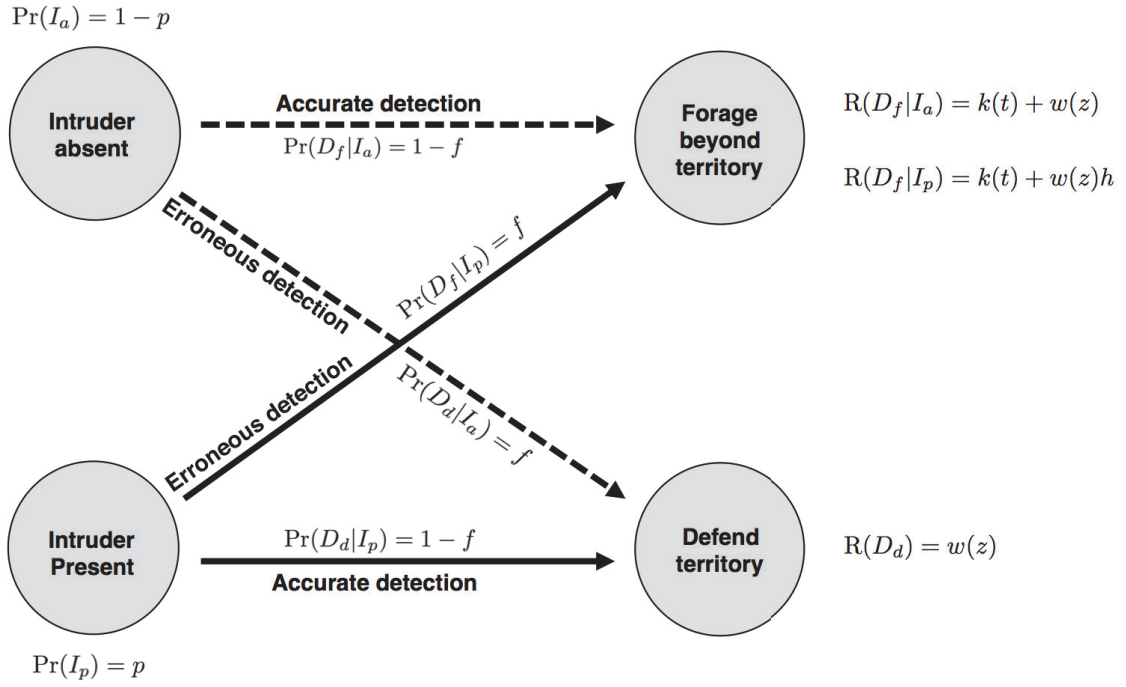 Pr(I_a) = 1 − p
Intruder
absent
Accurate detection
Pr(D_f|I_a) = 1 − f
Forage
beyond
territory
R(D_f|I_a) = k(t) + w(z)
R(D_f|I_p) = k(t) + w(z)h
Erroneous detection
Pr(D_f|I_p) = f
Erroneous detection
Pr(D_d|I_a) = f
Intruder
Present
Pr(D_d|I_p) = 1 − f
Accurate detection
Defend
territory
R(D_d) = w(z)
Pr(I_p) = p